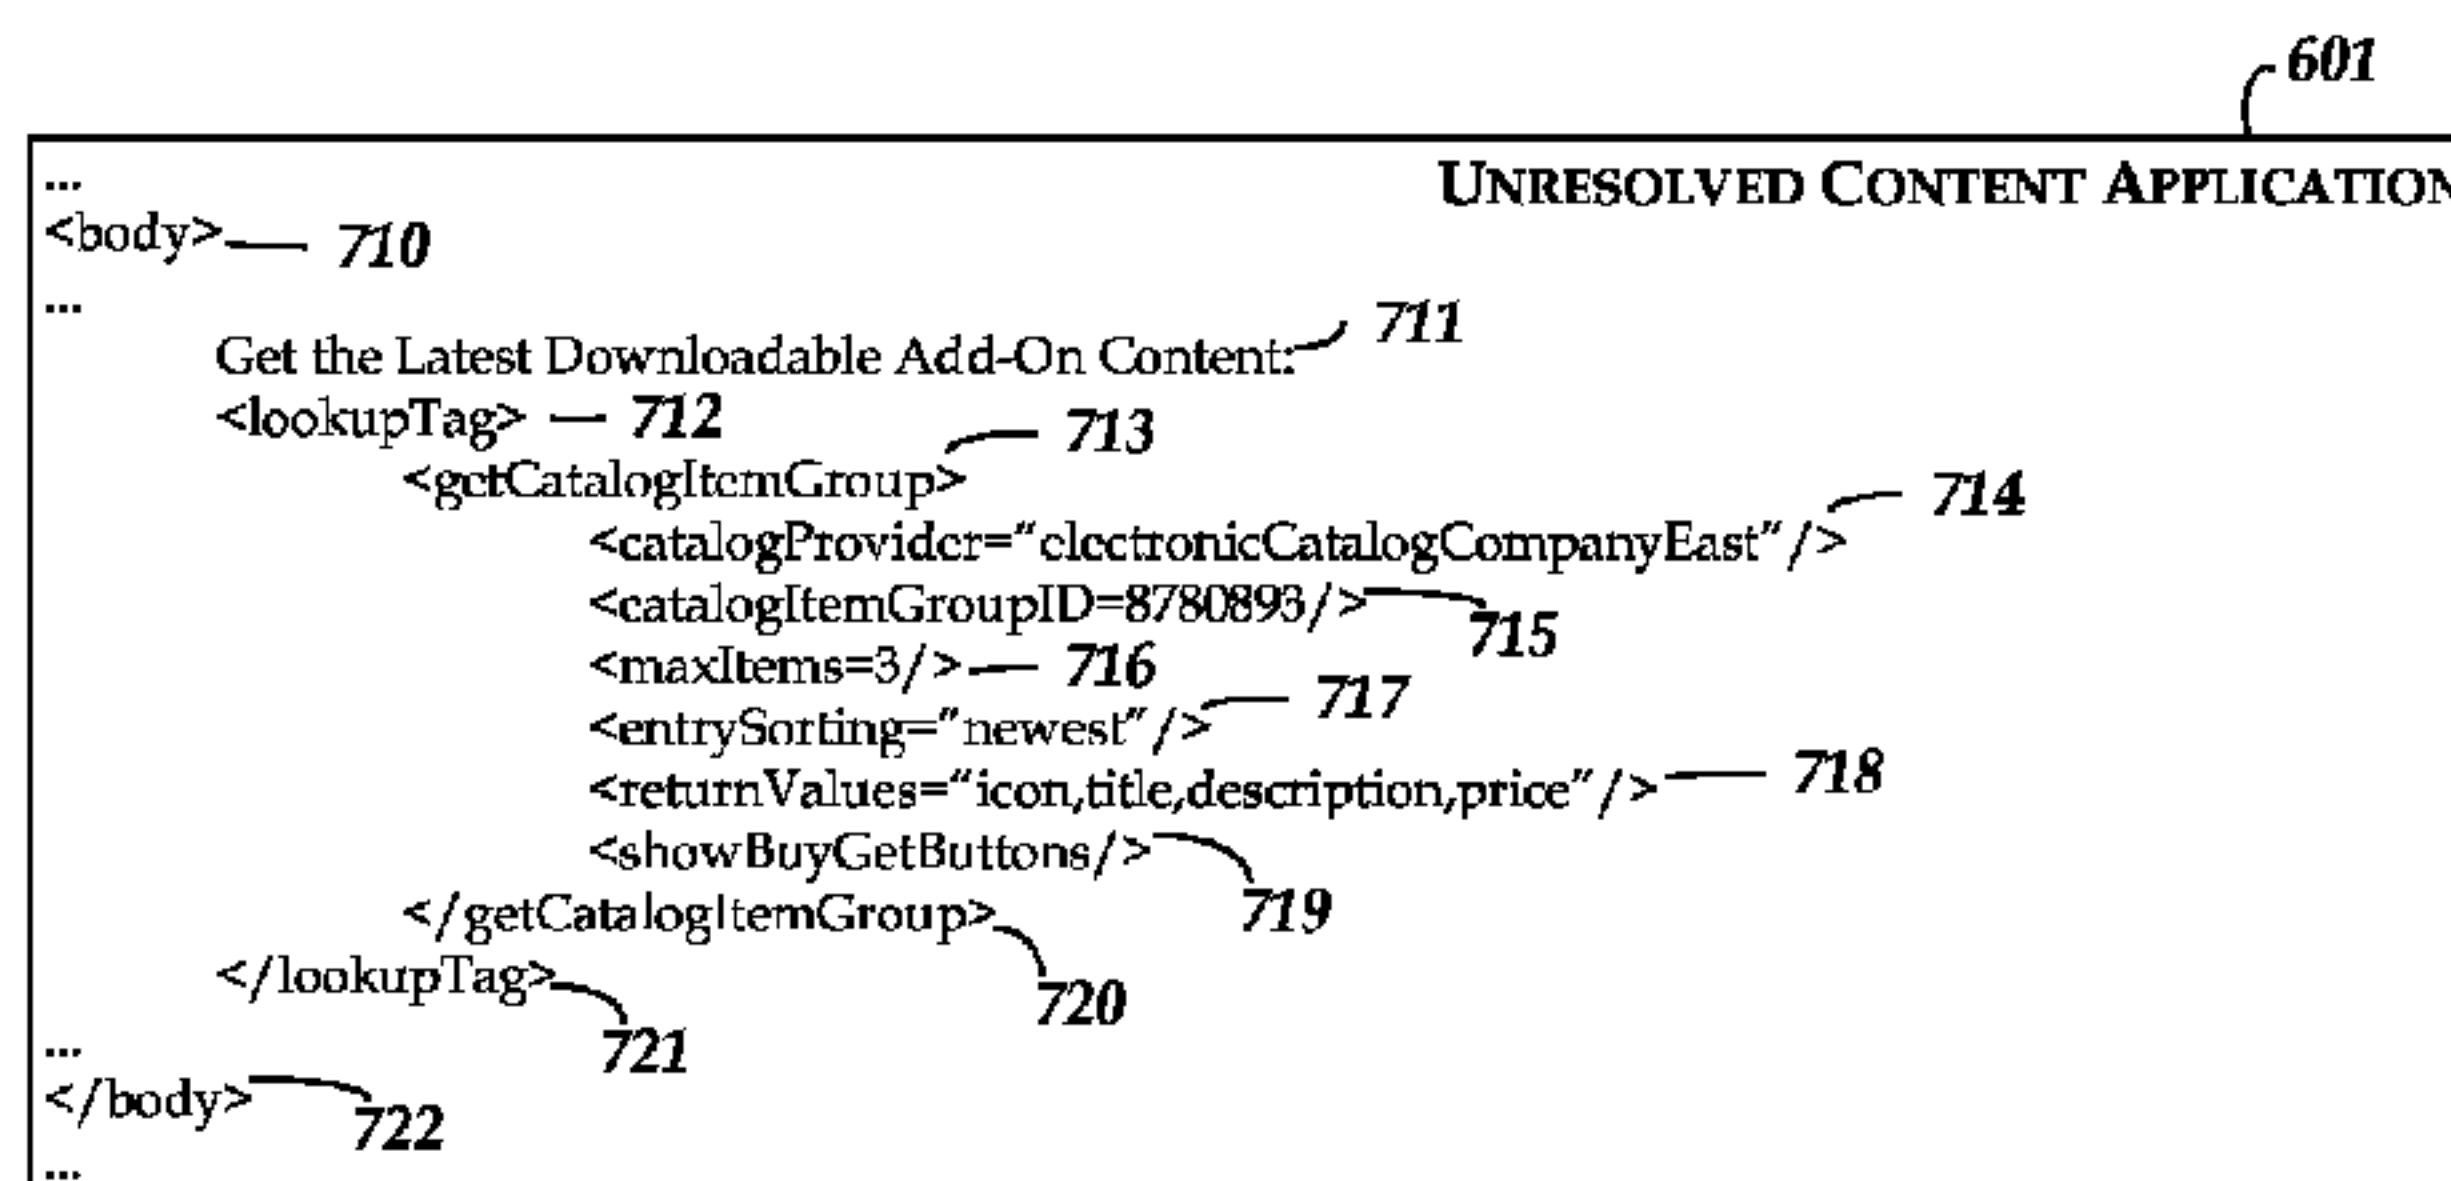 601
... UNRESOLVED CONTENT APPLICATION
<body> 710
...
Get the Latest Downloadable Add-On Content: 711
<lookupTag> 712
<getCatalogItemGroup> 713
<catalogProvider="electronicCatalogCompanyEast"/> 714
<catalogItemGroupID=8780893/> 715
<maxItems=3/> 716
<entrySorting="newest"/> 717
<returnValues="icon,title,description,price"/> 718
<showBuyGetButtons/> 719
</getCatalogItemGroup> 720
</lookupTag> 721
...
</body> 722
...